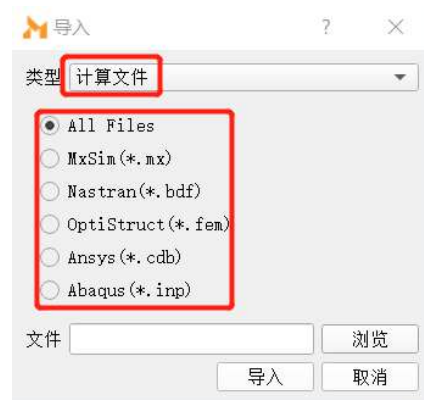 导入 ?
类型 计算文件
All Files
MxSim(*.mx)
Nastran(*.bdf)
OptiStruct(*.fem)
Ansys(*.cdb)
Abaqus(*.inp)
文件 浏览
导入 取消